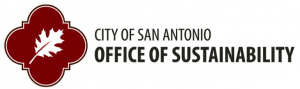 CITY OF SAN ANTONIO
OFFICE OF SUSTAINABILITY